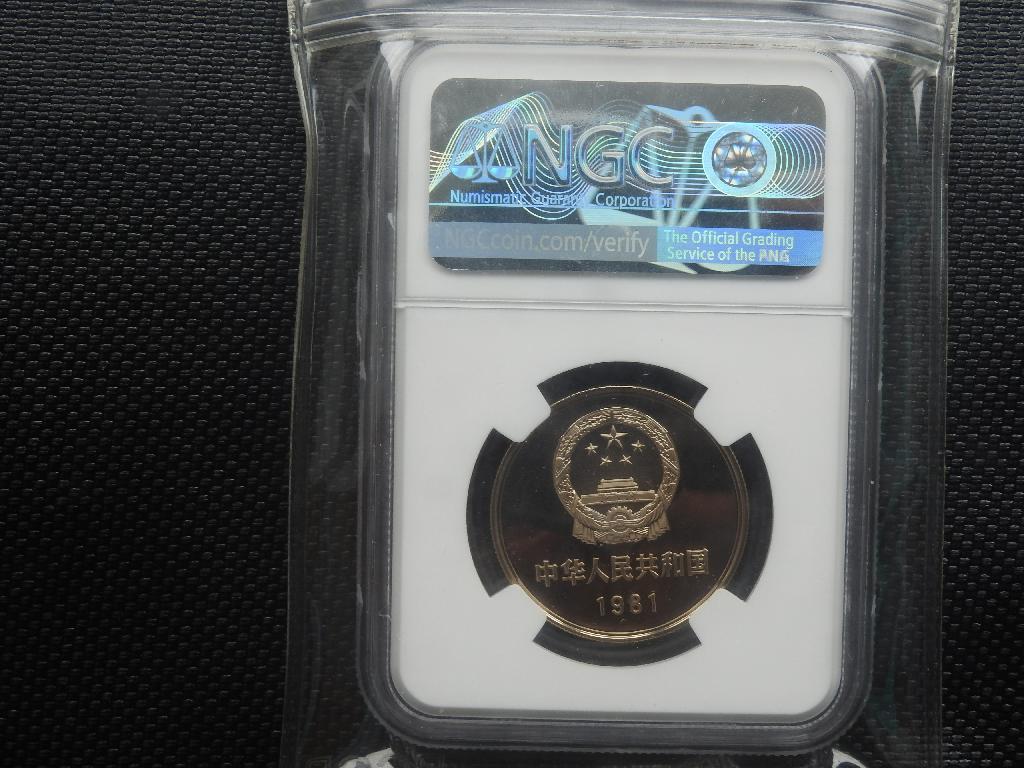 NGC
Numismatic Guaranty Corporation
NGCcoin.com/verify
The Official Grading
Service of the PNG
中华人民共和国
1981